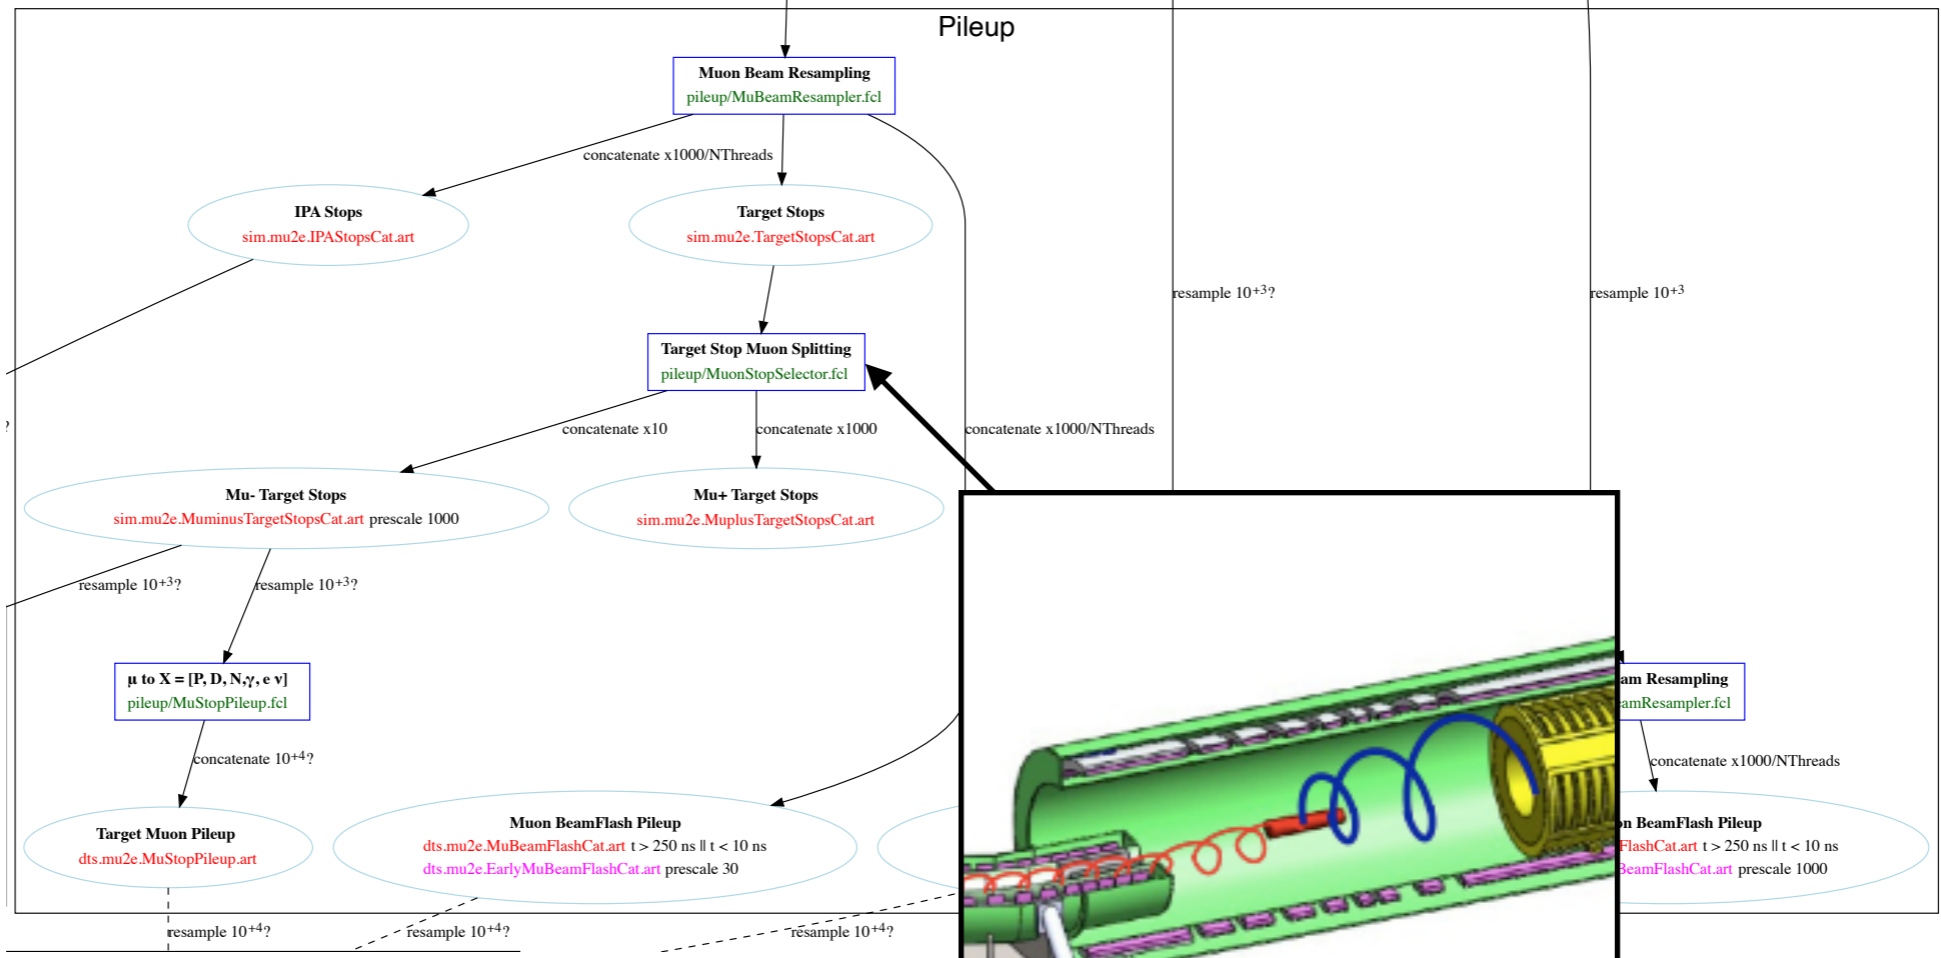 Pileup
Muon Beam Resampling
pileup/MuBeamResampler.fcl
concatenate x1000/NThreads
IPA Stops
sim.mu2e.IPAStopsCat.art
Target Stops
sim.mu2e.TargetStopsCat.art
resample 10+3?
resample 10+3
Target Stop Muon Splitting
pileup/MuonStopSelector.fcl
?
concatenate x10
concatenate x1000
concatenate x1000/NThreads
Mu- Target Stops
sim.mu2e.MuminusTargetStopsCat.art prescale 1000
Mu+ Target Stops
sim.mu2e.MuplusTargetStopsCat.art
resample 10+3?
resample 10+3?
μ to X = [P, D, N,γ, e ν]
pileup/MuStopPileup.fcl
am Resampling
eamResampler.fcl
concatenate 10+4?
concatenate x1000/NThreads
Target Muon Pileup
dts.mu2e.MuStopPileup.art
Muon BeamFlash Pileup
dts.mu2e.MuBeamFlashCat.art t > 250 ns || t < 10 ns
dts.mu2e.EarlyMuBeamFlashCat.art prescale 30
on BeamFlash Pileup
FlashCat.art t > 250 ns || t < 10 ns
BeamFlashCat.art prescale 1000
resample 10+4?
resample 10+4?
resample 10+4?